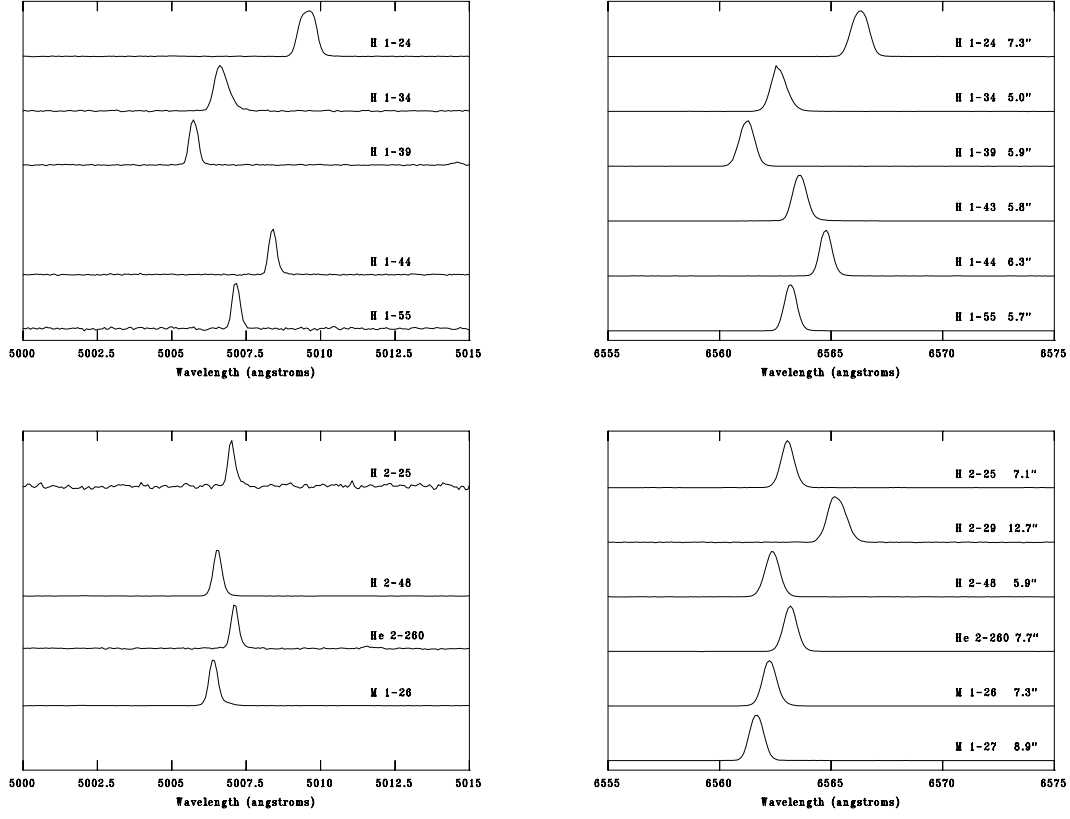 H 1-24
H 1-34
H 1-39
H 1-44
H 1-55
5000 5002.5 5005 5007.5 5010 5012.5 5015
Wavelength (angstroms)
H 1-24 7.3"
H 1-34 5.0"
H 1-39 5.9"
H 1-43 5.8"
H 1-44 6.3"
H 1-55 5.7"
6555 6560 6565 6570 6575
Wavelength (angstroms)
H 2-25
H 2-48
He 2-260
M 1-26
5000 5002.5 5005 5007.5 5010 5012.5 5015
Wavelength (angstroms)
H 2-25 7.1"
H 2-29 12.7"
H 2-48 5.9"
He 2-260 7.7"
M 1-26 7.3"
M 1-27 8.9"
6555 6560 6565 6570 6575
Wavelength (angstroms)